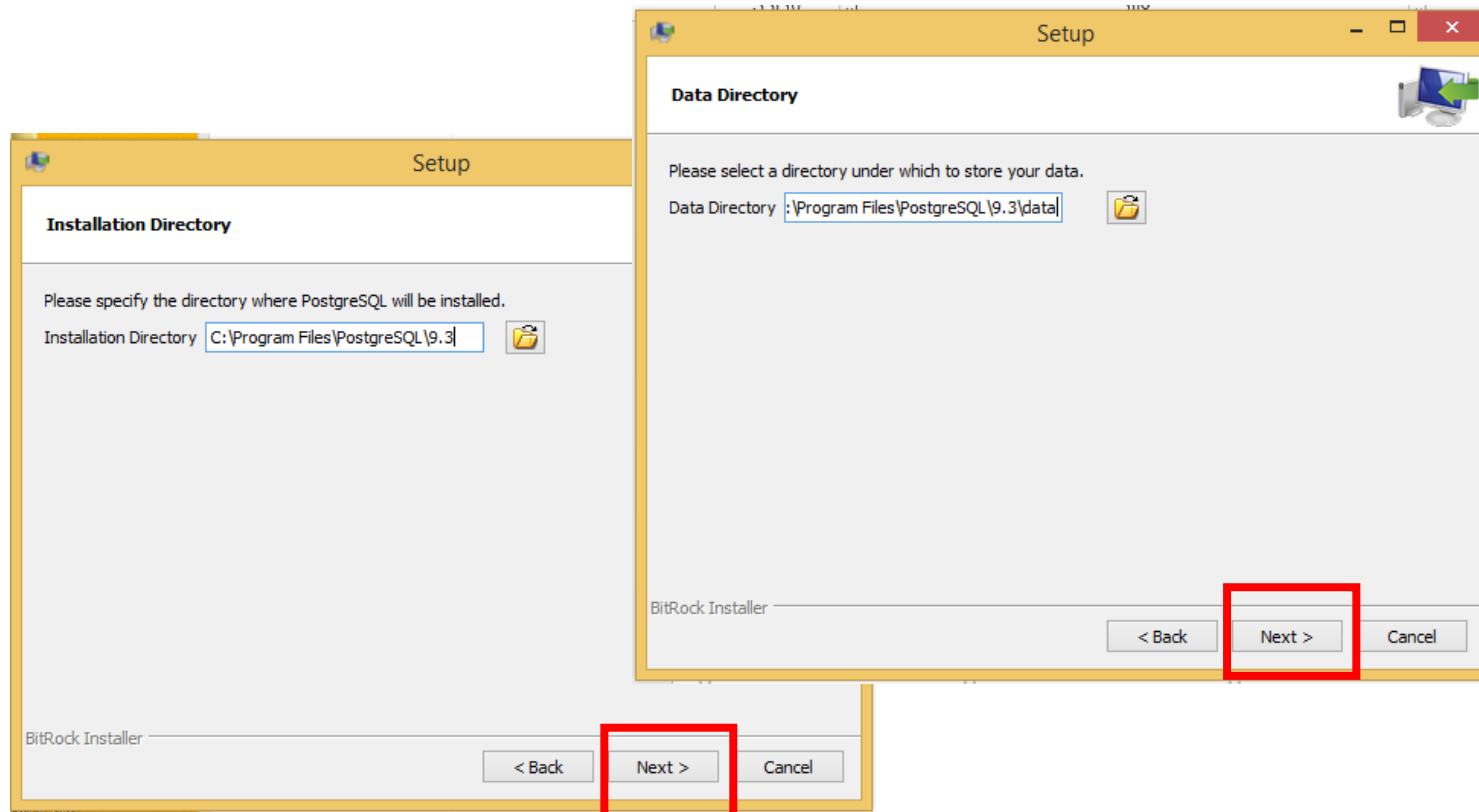 Setup
Installation Directory
Please specify the directory where PostgreSQL will be installed.
Installation Directory C:\Program Files\PostgreSQL\9.3
BitRock Installer
< Back Next > Cancel
Setup
Data Directory
Please select a directory under which to store your data.
Data Directory :\Program Files\PostgreSQL\9.3\data
BitRock Installer
< Back Next > Cancel